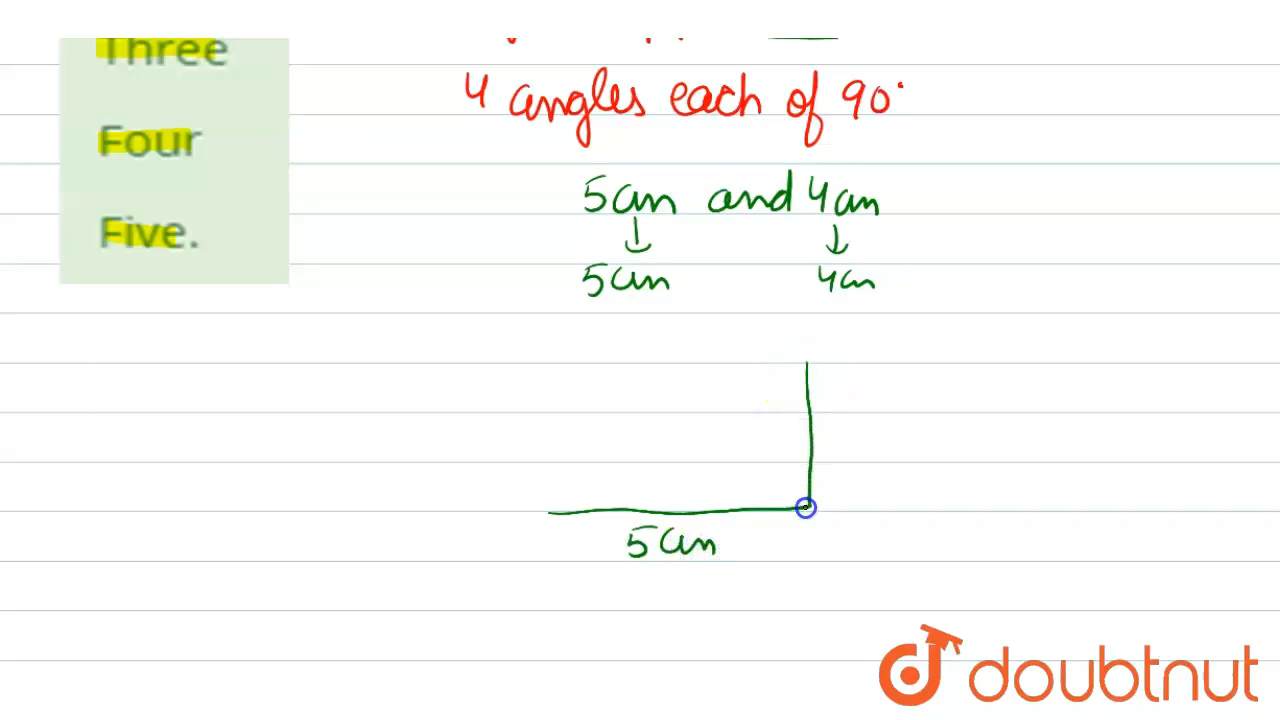 Three
Four
Five.
4 angles each of 90°
5cm and 4cm
5cm 4cm
5cm
doubtnut